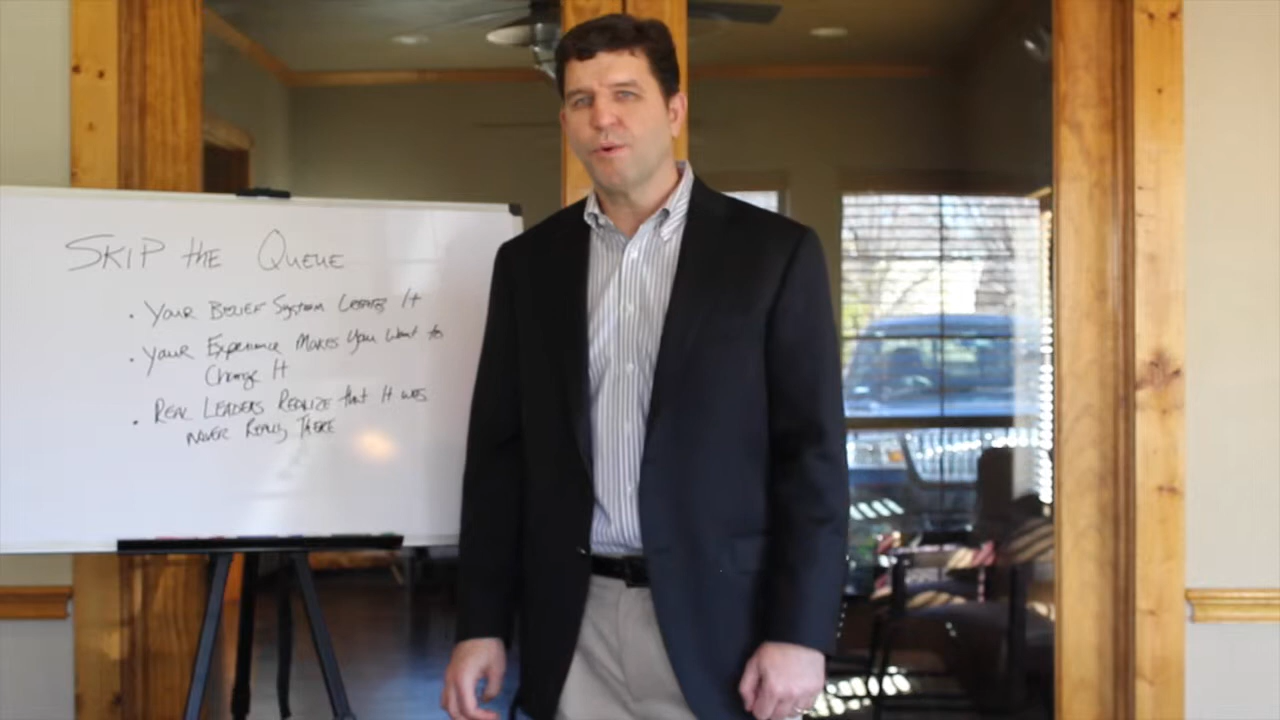 SKIP the Queue
• Your Belief System Creates It
• Your Experience Makes You Want to
Change It
• Real Leaders Realize that It was
never Really There